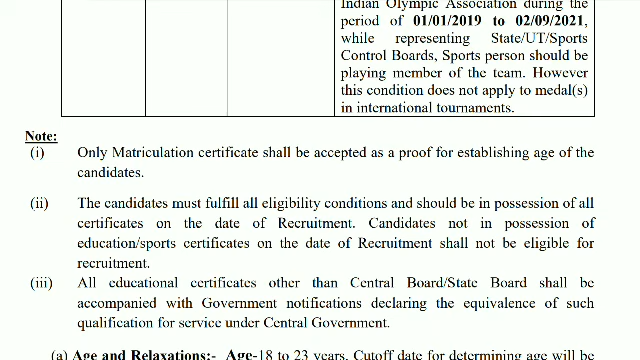 Indian Olympic Association during the
period of 01/01/2019 to 02/09/2021,
while representing State/UT/Sports
Control Boards, Sports person should be
playing member of the team. However
this condition does not apply to medal(s)
in international tournaments.
Note:
(i) Only Matriculation certificate shall be accepted as a proof for establishing age of the
candidates.
(ii) The candidates must fulfill all eligibility conditions and should be in possession of all
certificates on the date of Recruitment. Candidates not in possession of
education/sports certificates on the date of Recruitment shall not be eligible for
recruitment.
(iii) All educational certificates other than Central Board/State Board shall be
accompanied with Government notifications declaring the equivalence of such
qualification for service under Central Government.
(a) Age and Relaxations:- Age-18 to 23 years. Cutoff date for determining age will be